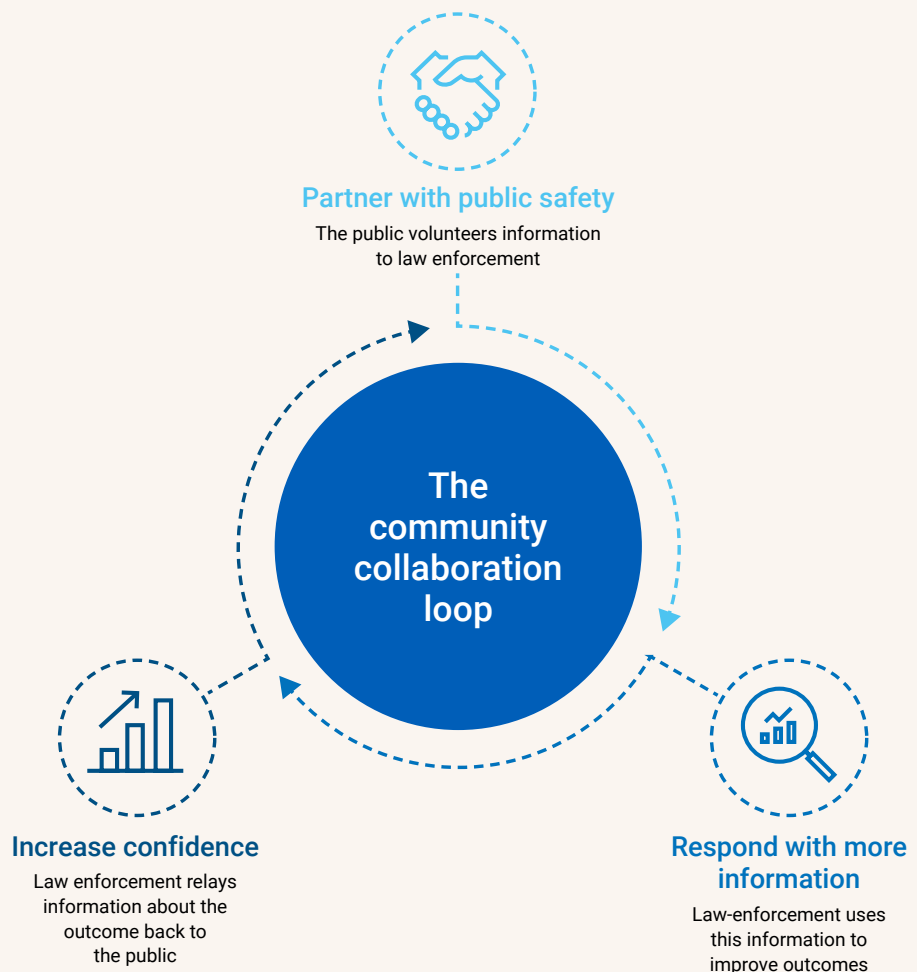 Partner with public safety
The public volunteers information
to law enforcement
The
community
collaboration
loop
Increase confidence
Law enforcement relays
information about the
outcome back to
the public
Respond with more
information
Law-enforcement uses
this information to
improve outcomes